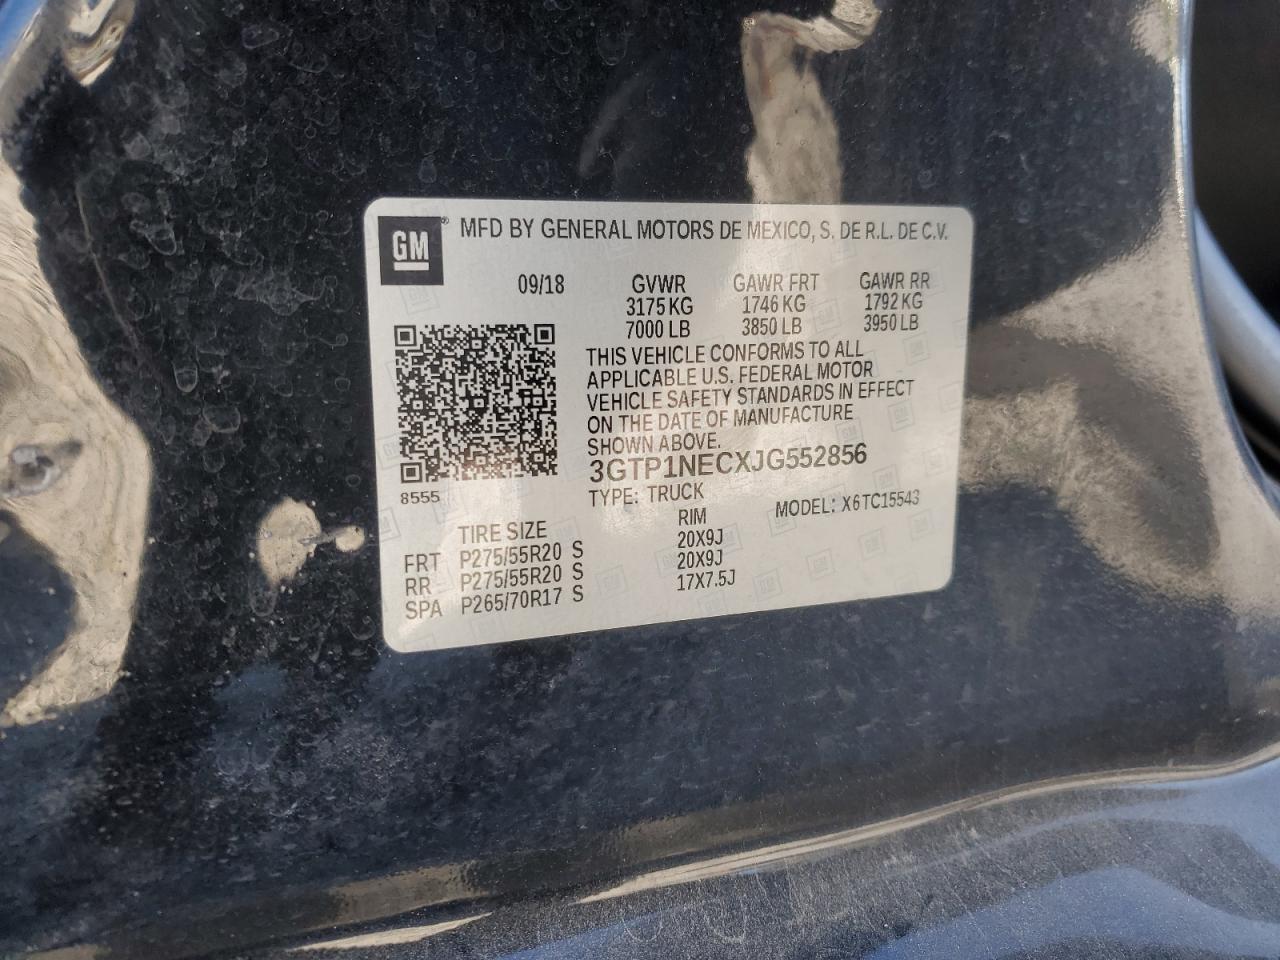 GM® MFD BY GENERAL MOTORS DE MEXICO, S. DE R.L. DE C.V.
09/18 GVWR GAWR FRT GAWR RR
3175 KG 1746 KG 1792 KG
7000 LB 3850 LB 3950 LB
THIS VEHICLE CONFORMS TO ALL
APPLICABLE U.S. FEDERAL MOTOR
VEHICLE SAFETY STANDARDS IN EFFECT
ON THE DATE OF MANUFACTURE
SHOWN ABOVE.
3GTP1NECXJG552856
8555 TYPE: TRUCK MODEL: X6TC15543
TIRE SIZE RIM
FRT P275/55R20 S 20X9J
RR P275/55R20 S 20X9J
SPA P265/70R17 S 17X7.5J